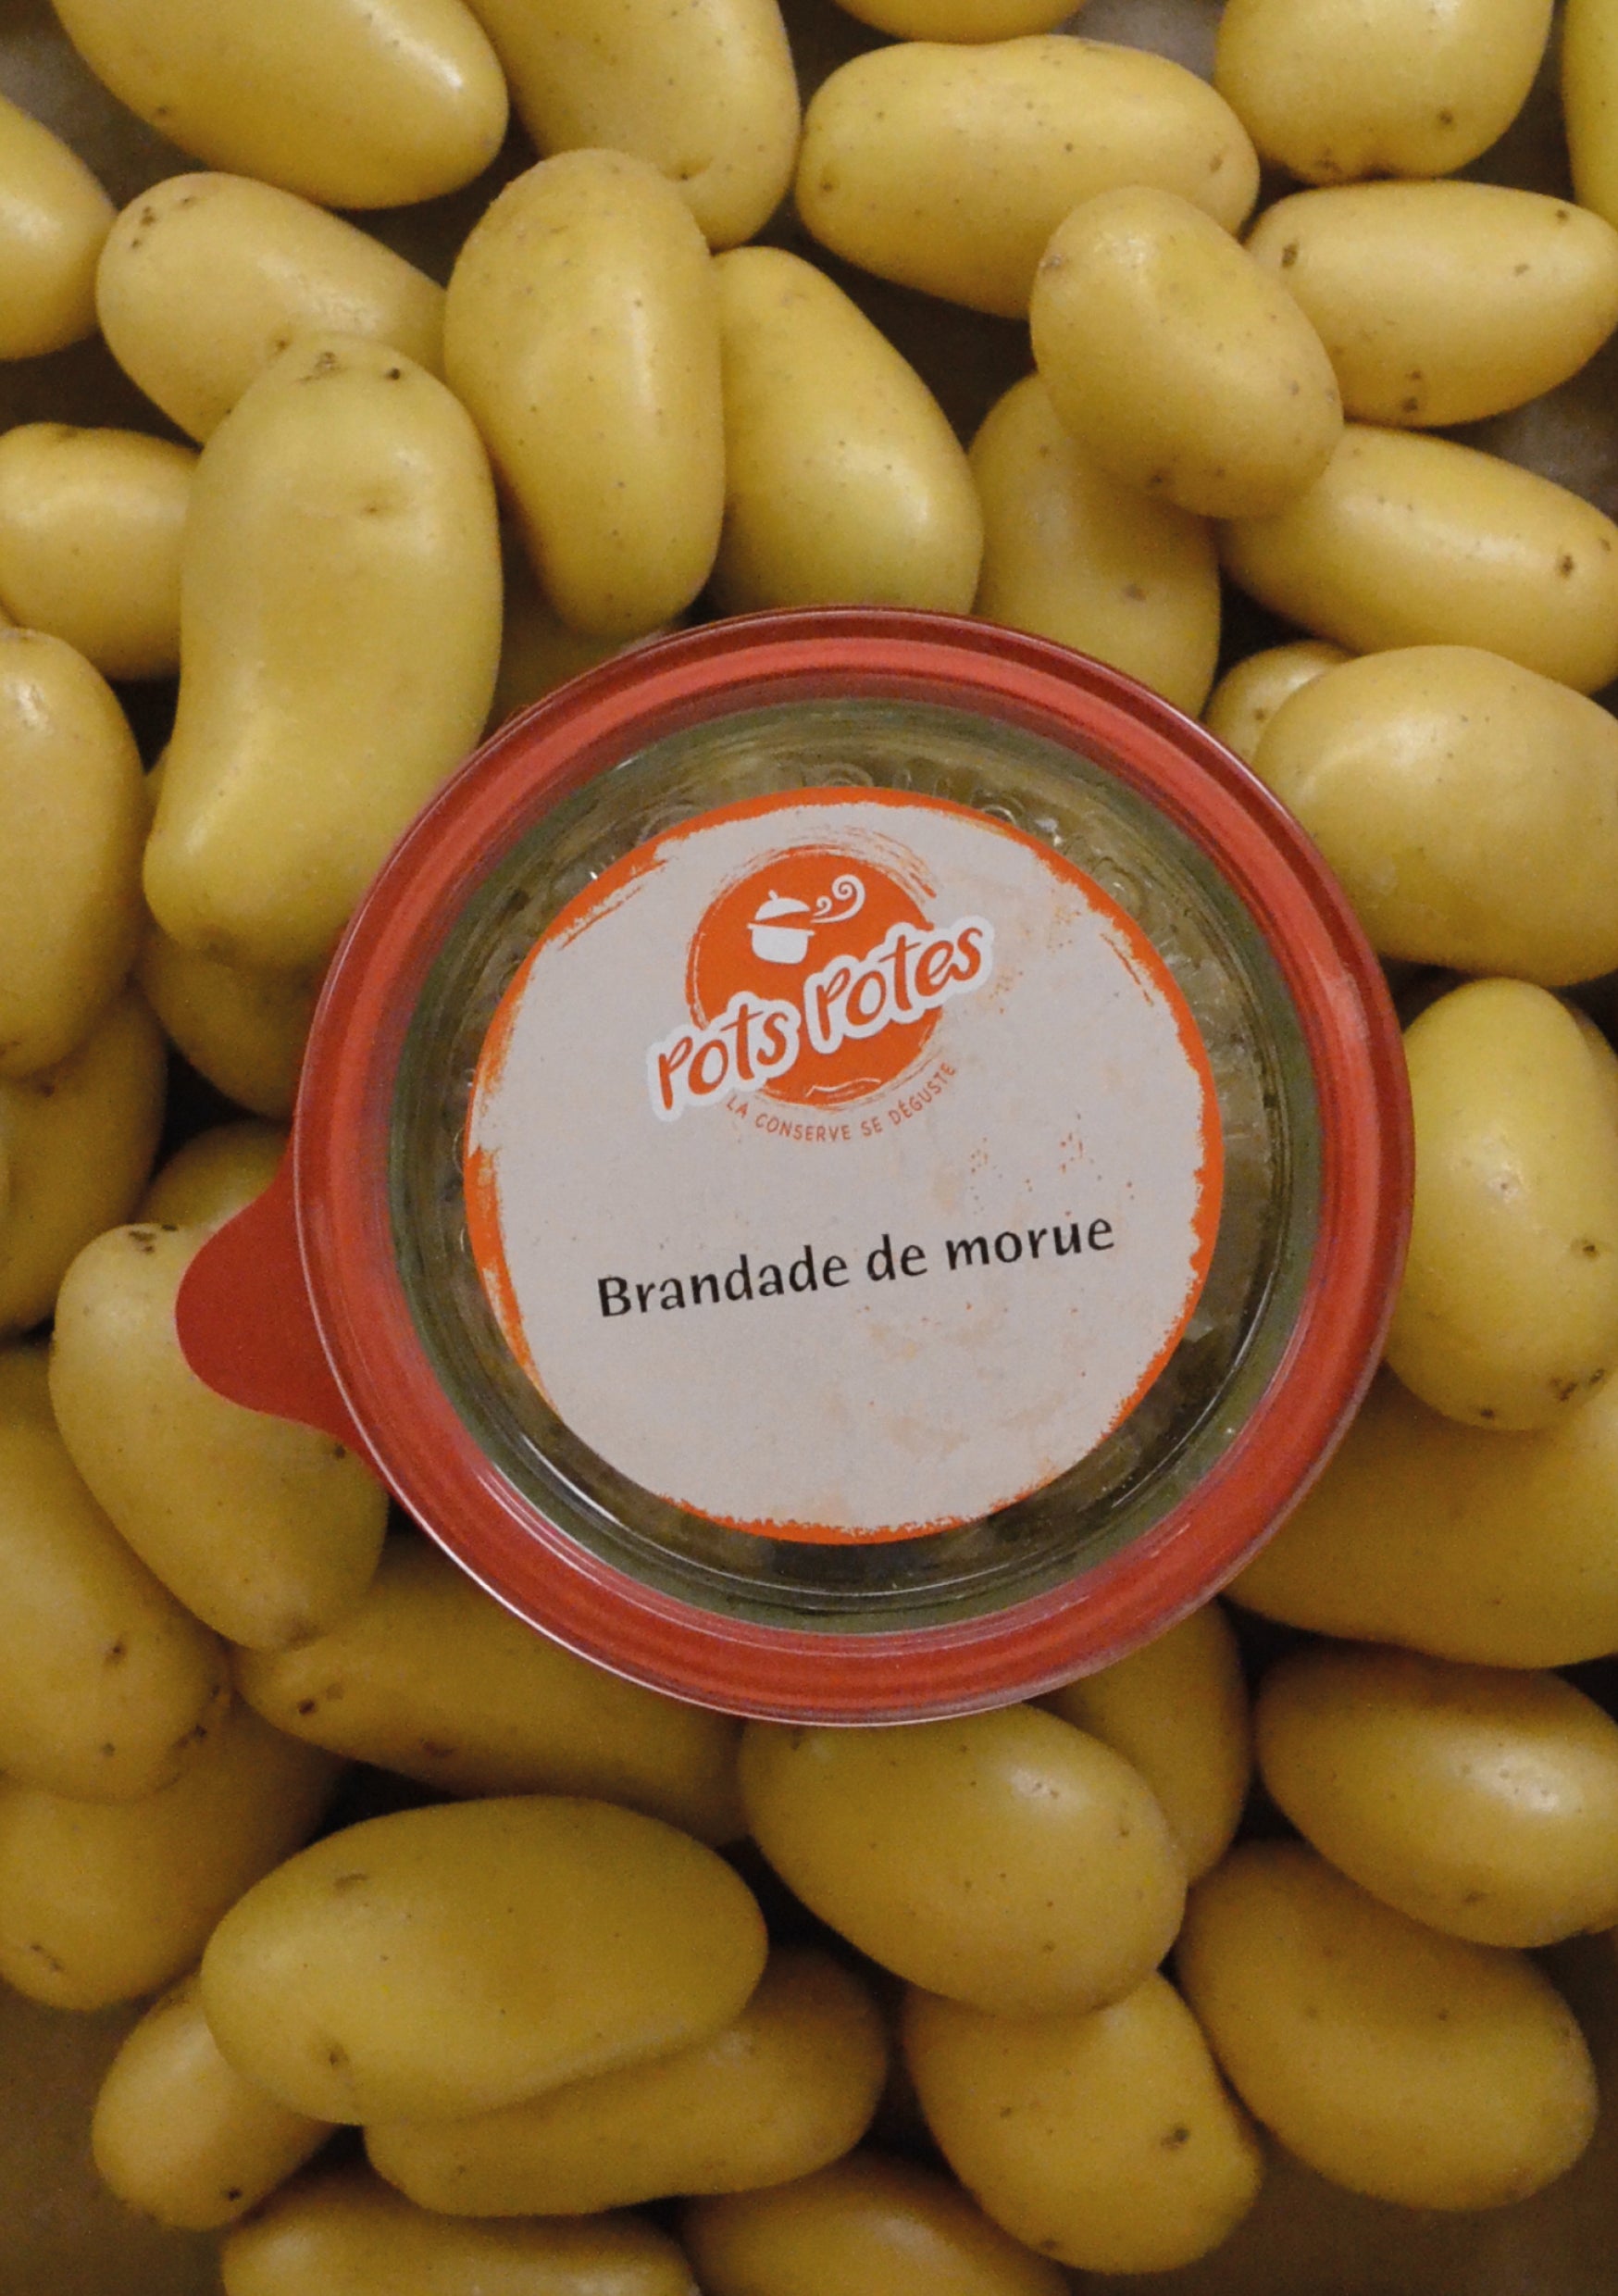 Pots Potes
LA CONSERVE SE DÉGUSTE
Brandade de morue